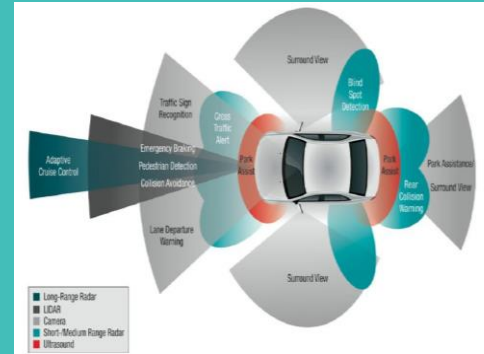 Surround View
Blind
Spot
Detection
Traffic Sign
Recognition
Cross
Traffic
Alert
Emergency Braking
Pedestrian Detection
Collision Avoidance
Adaptive
Cruise Control
Park
Assist
Park
Assist
Park Assistance/
Surround View
Rear
Collision
Warning
Lane Departure
Warning
Surround View
Long-Range Radar
LIDAR
Camera
Short-/Medium Range Radar
Ultrasound